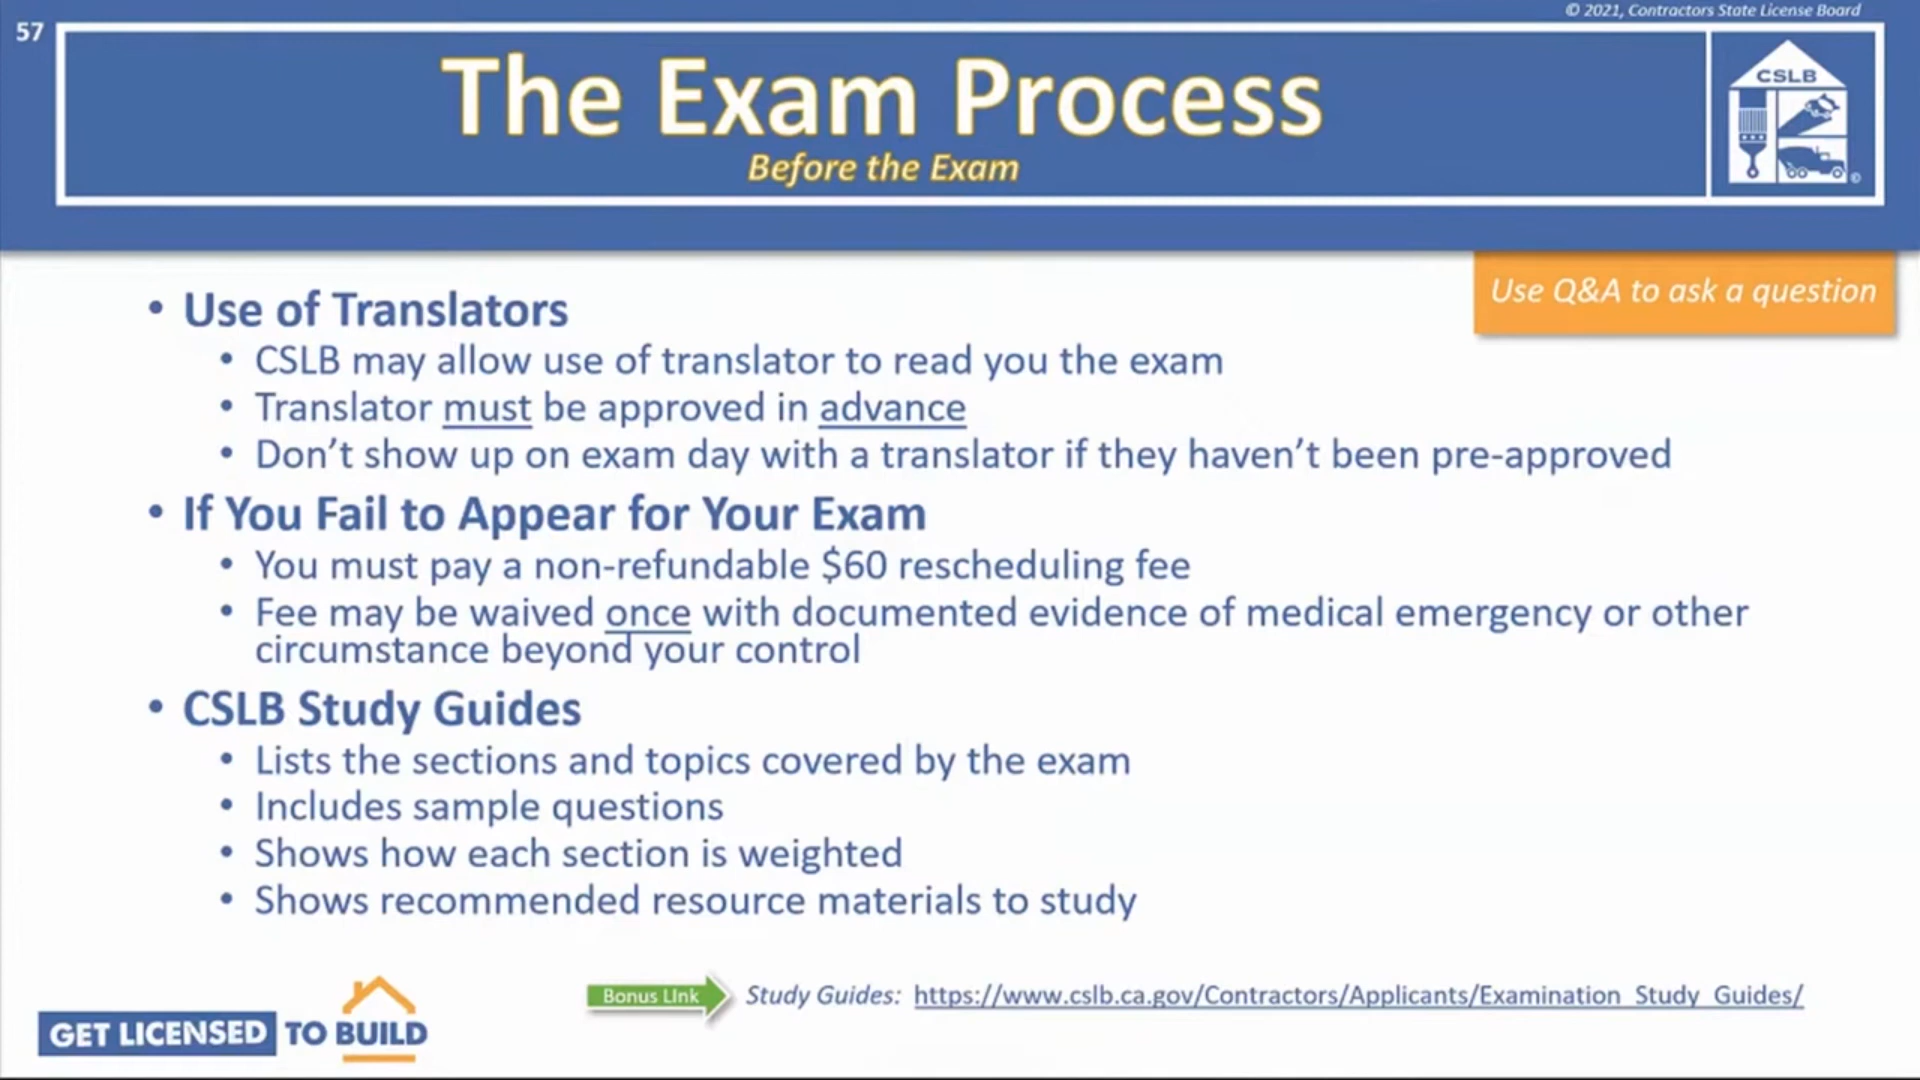 © 2021, Contractors State License Board
57
The Exam Process
Before the Exam
CSLB
©
Use Q&A to ask a question
• Use of Translators
• CSLB may allow use of translator to read you the exam
• Translator must be approved in advance
• Don’t show up on exam day with a translator if they haven’t been pre-approved
• If You Fail to Appear for Your Exam
• You must pay a non-refundable $60 rescheduling fee
• Fee may be waived once with documented evidence of medical emergency or other
circumstance beyond your control
• CSLB Study Guides
• Lists the sections and topics covered by the exam
• Includes sample questions
• Shows how each section is weighted
• Shows recommended resource materials to study
Bonus LInk
Study Guides: https://www.cslb.ca.gov/Contractors/Applicants/Examination_Study_Guides/
GET LICENSED TO BUILD